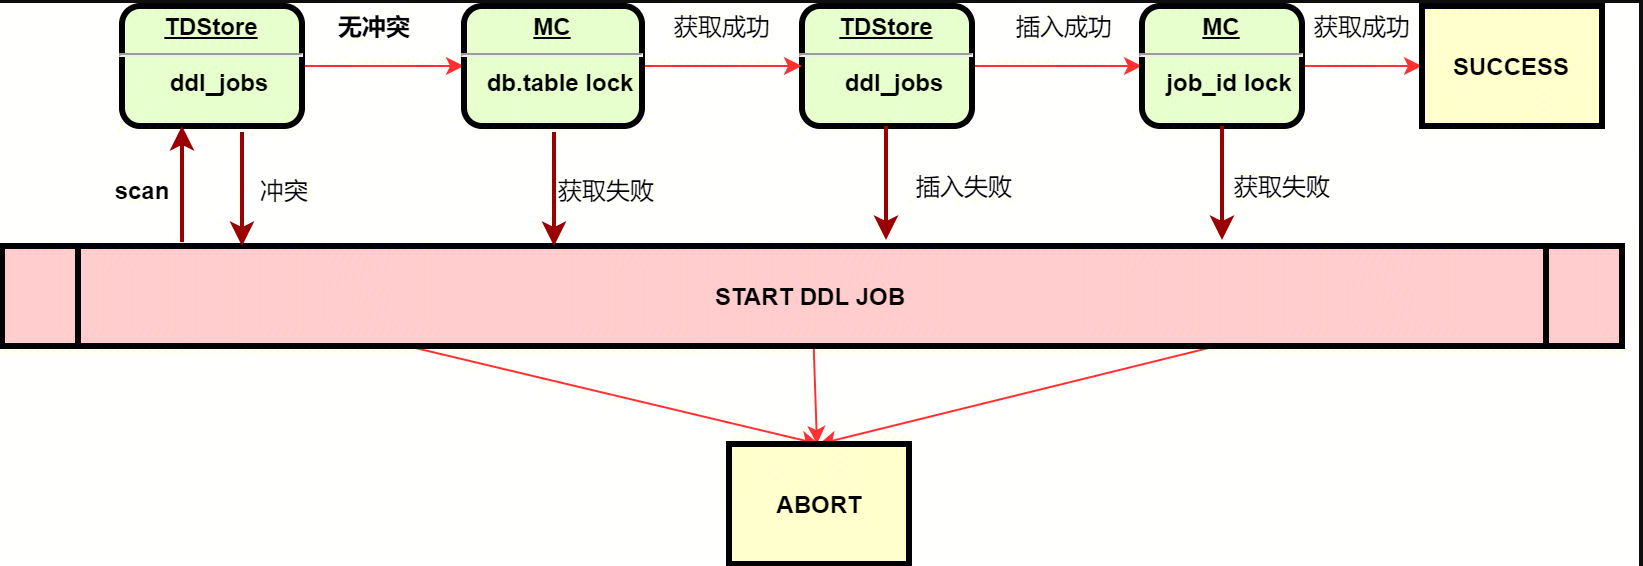 TDStore
无冲突
MC
获取成功
TDStore
插入成功
MC
获取成功
ddl_jobs
db.table lock
ddl_jobs
job_id lock
SUCCESS
scan
冲突
获取失败
插入失败
获取失败
START DDL JOB
ABORT